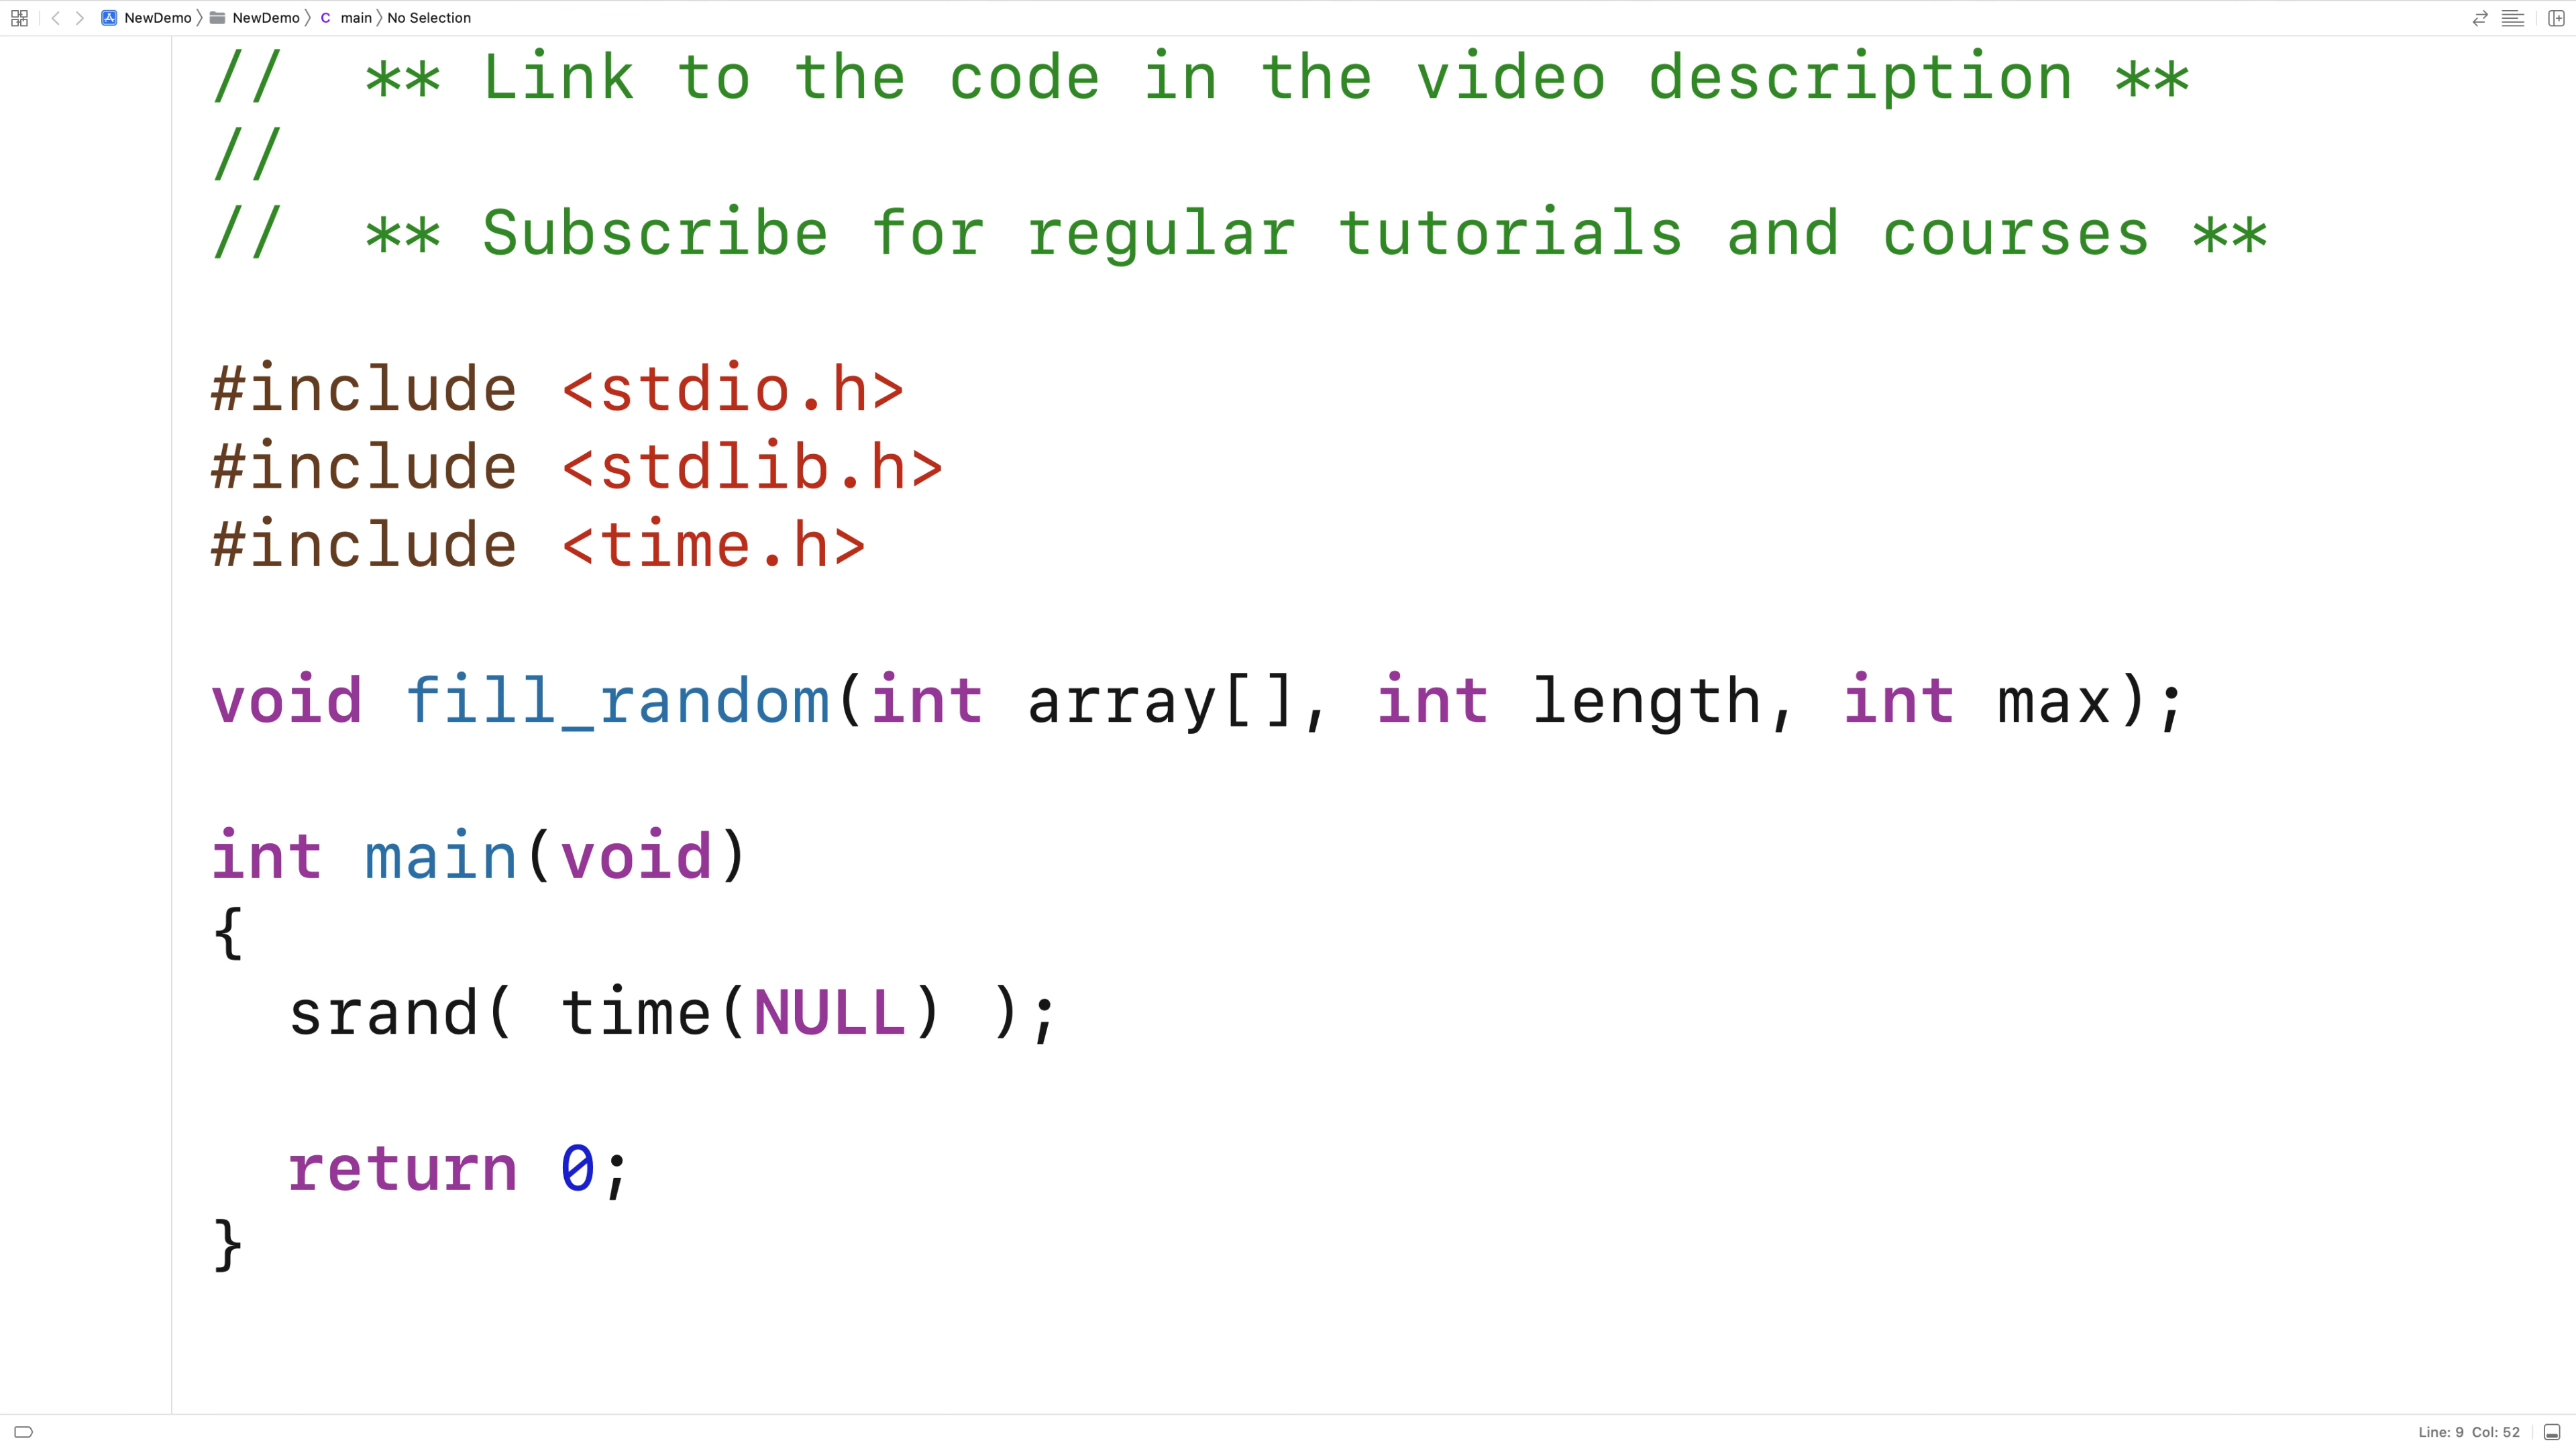 NewDemo NewDemo C main No Selection
//  ** Link to the code in the video description **
//
//  ** Subscribe for regular tutorials and courses **
#include <stdio.h>
#include <stdlib.h>
#include <time.h>
void fill_random(int array[], int length, int max);
int main(void)
{
  srand( time(NULL) );
  return 0;
}
Line: 9 Col: 52